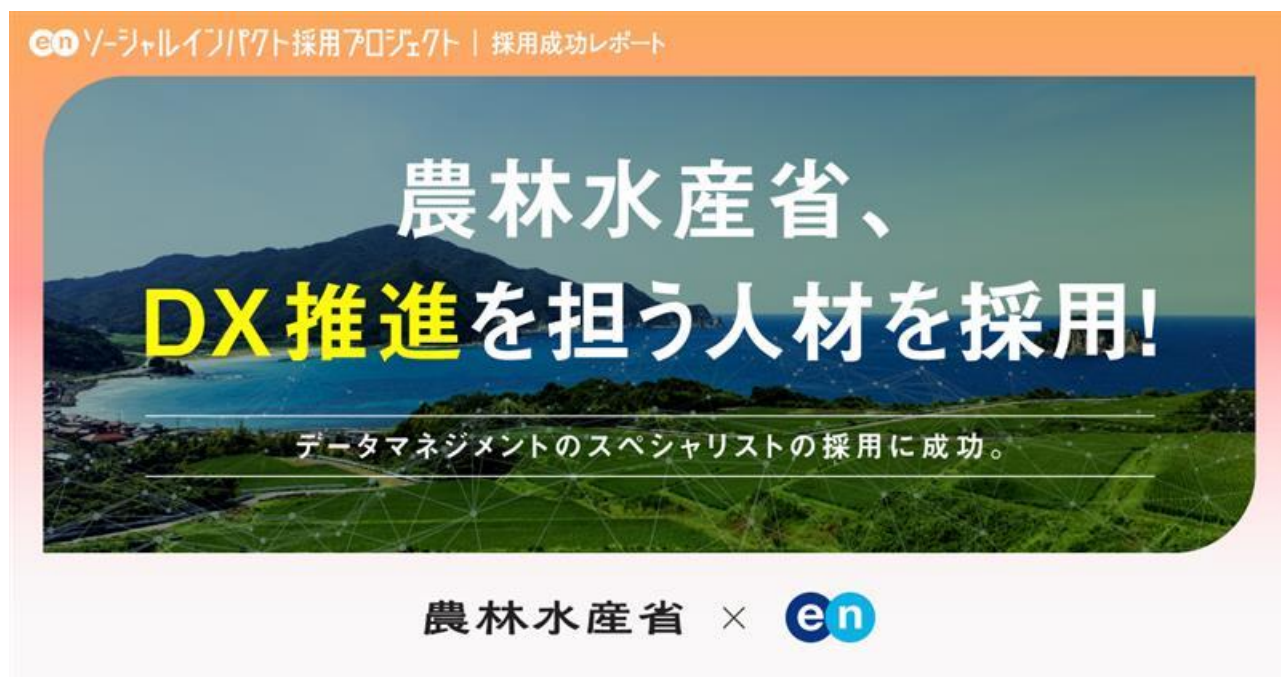 en ソーシャルインパクト採用プロジェクト | 採用成功レポート
農林水産省、
DX推進を担う人材を採用!
データマネジメントのスペシャリストの採用に成功。
農林水産省 × en